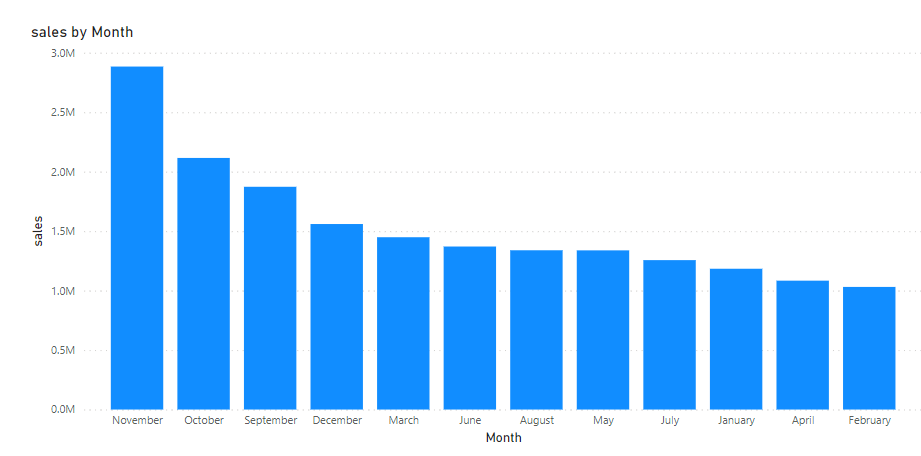 sales by Month
3.0M
2.5M
2.0M
1.5M
1.0M
0.5M
0.0M
sales
November October September December March June August May July January April February
Month